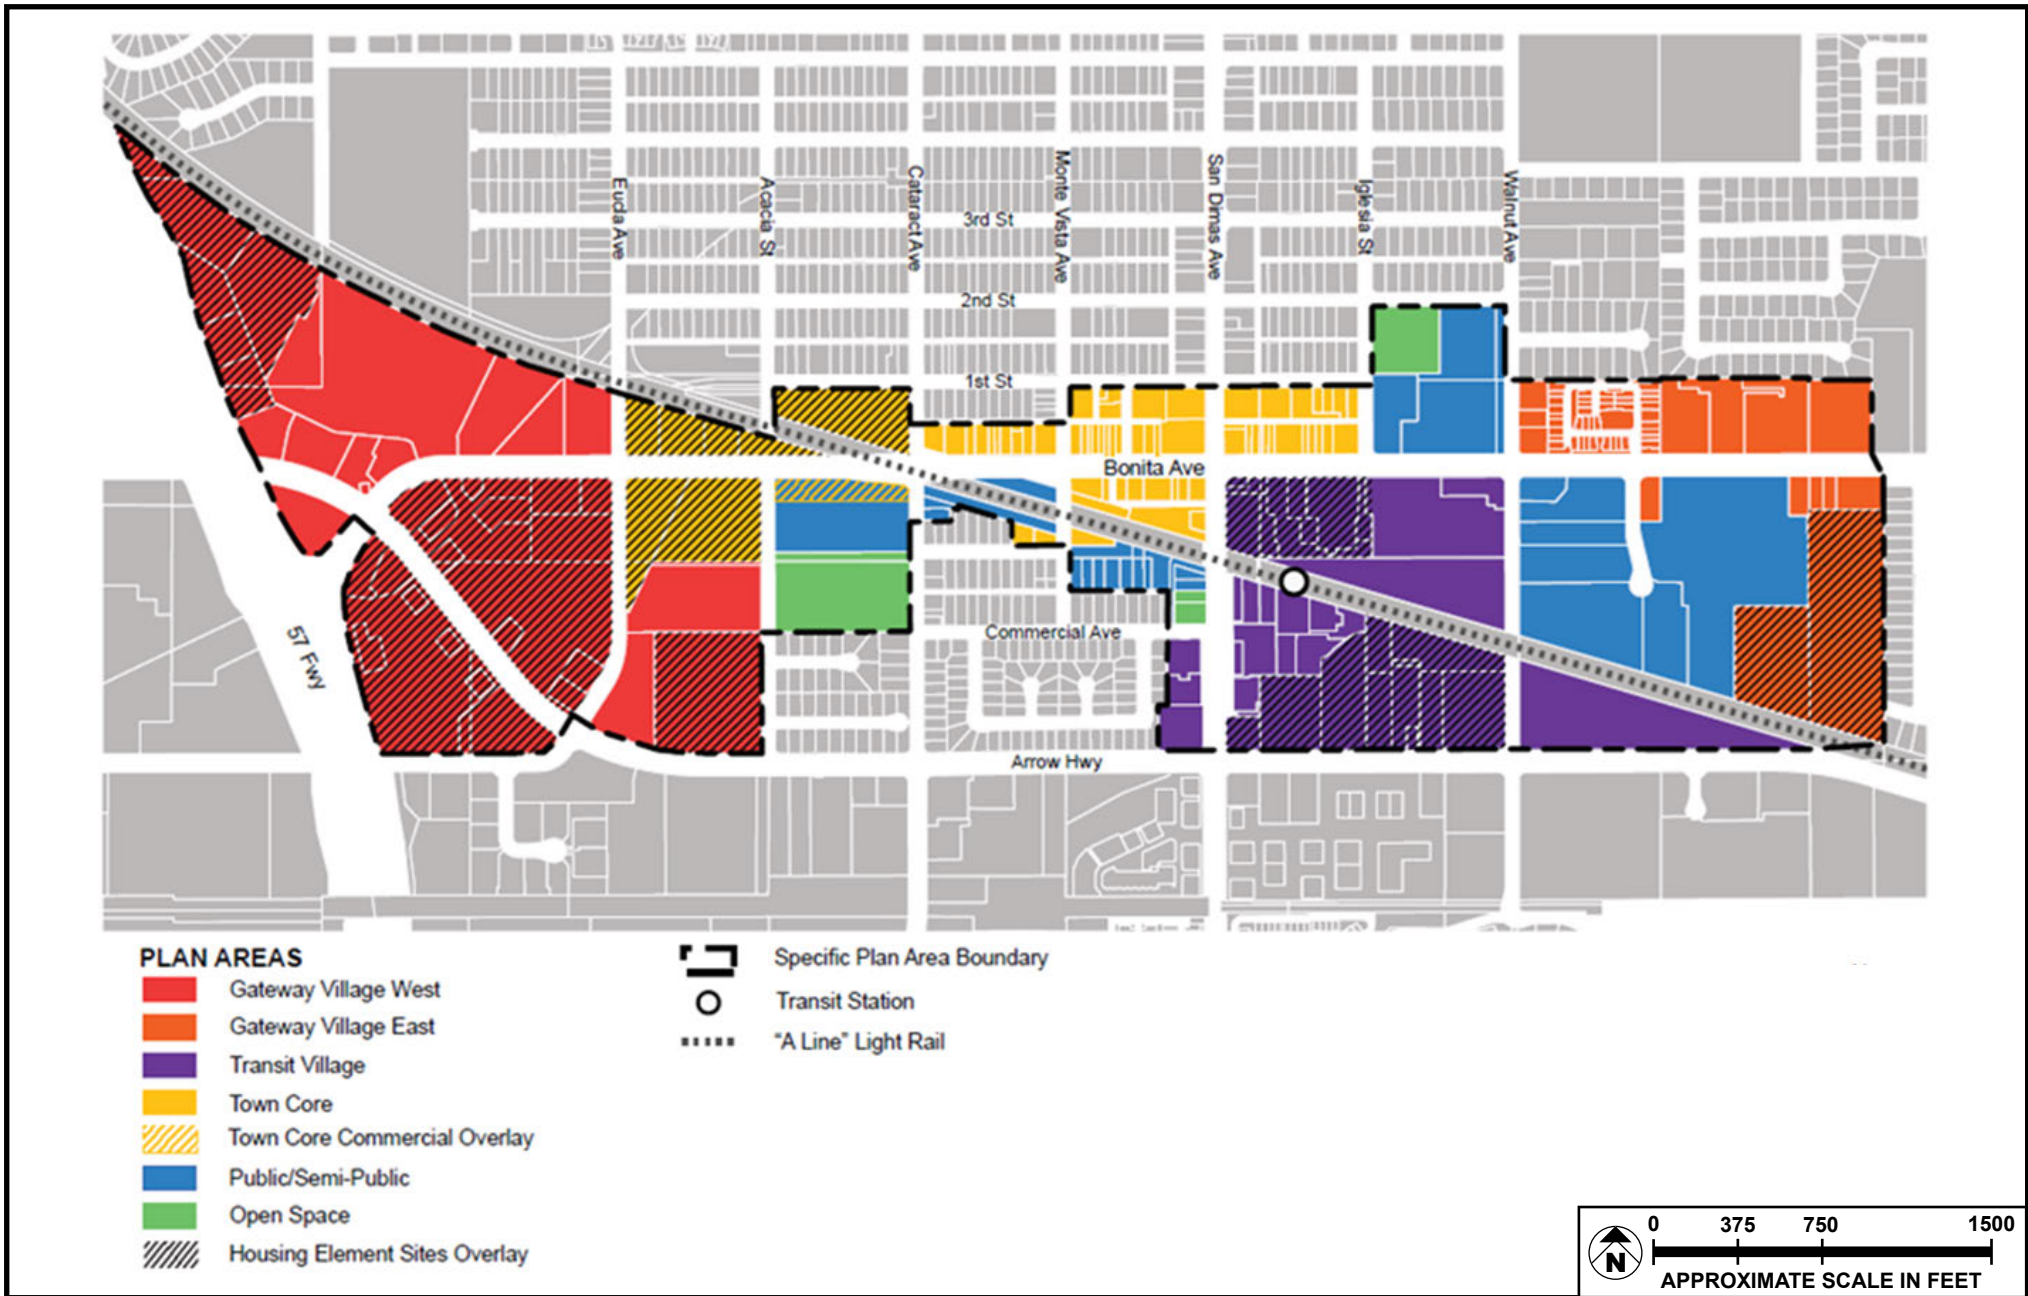 Eucla Ave
Acacia St
Cataract Ave
Monte Vista Ave
San Dimas Ave
Iglesia St
Walnut Ave
3rd St
2nd St
1st St
Bonita Ave
Commercial Ave
57 Fwy
Arrow Hwy
PLAN AREAS
Gateway Village West
Gateway Village East
Transit Village
Town Core
Town Core Commercial Overlay
Public/Semi-Public
Open Space
Housing Element Sites Overlay
Specific Plan Area Boundary
Transit Station
“A Line” Light Rail
N
0 375 750 1500
APPROXIMATE SCALE IN FEET